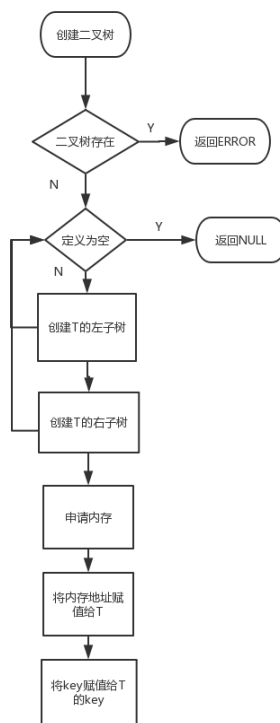 创建二叉树
二叉树存在
Y
返回ERROR
N
定义为空
Y
返回NULL
N
创建T的左子树
创建T的右子树
申请内存
将内存地址赋
值给T
将key赋值给T
的key